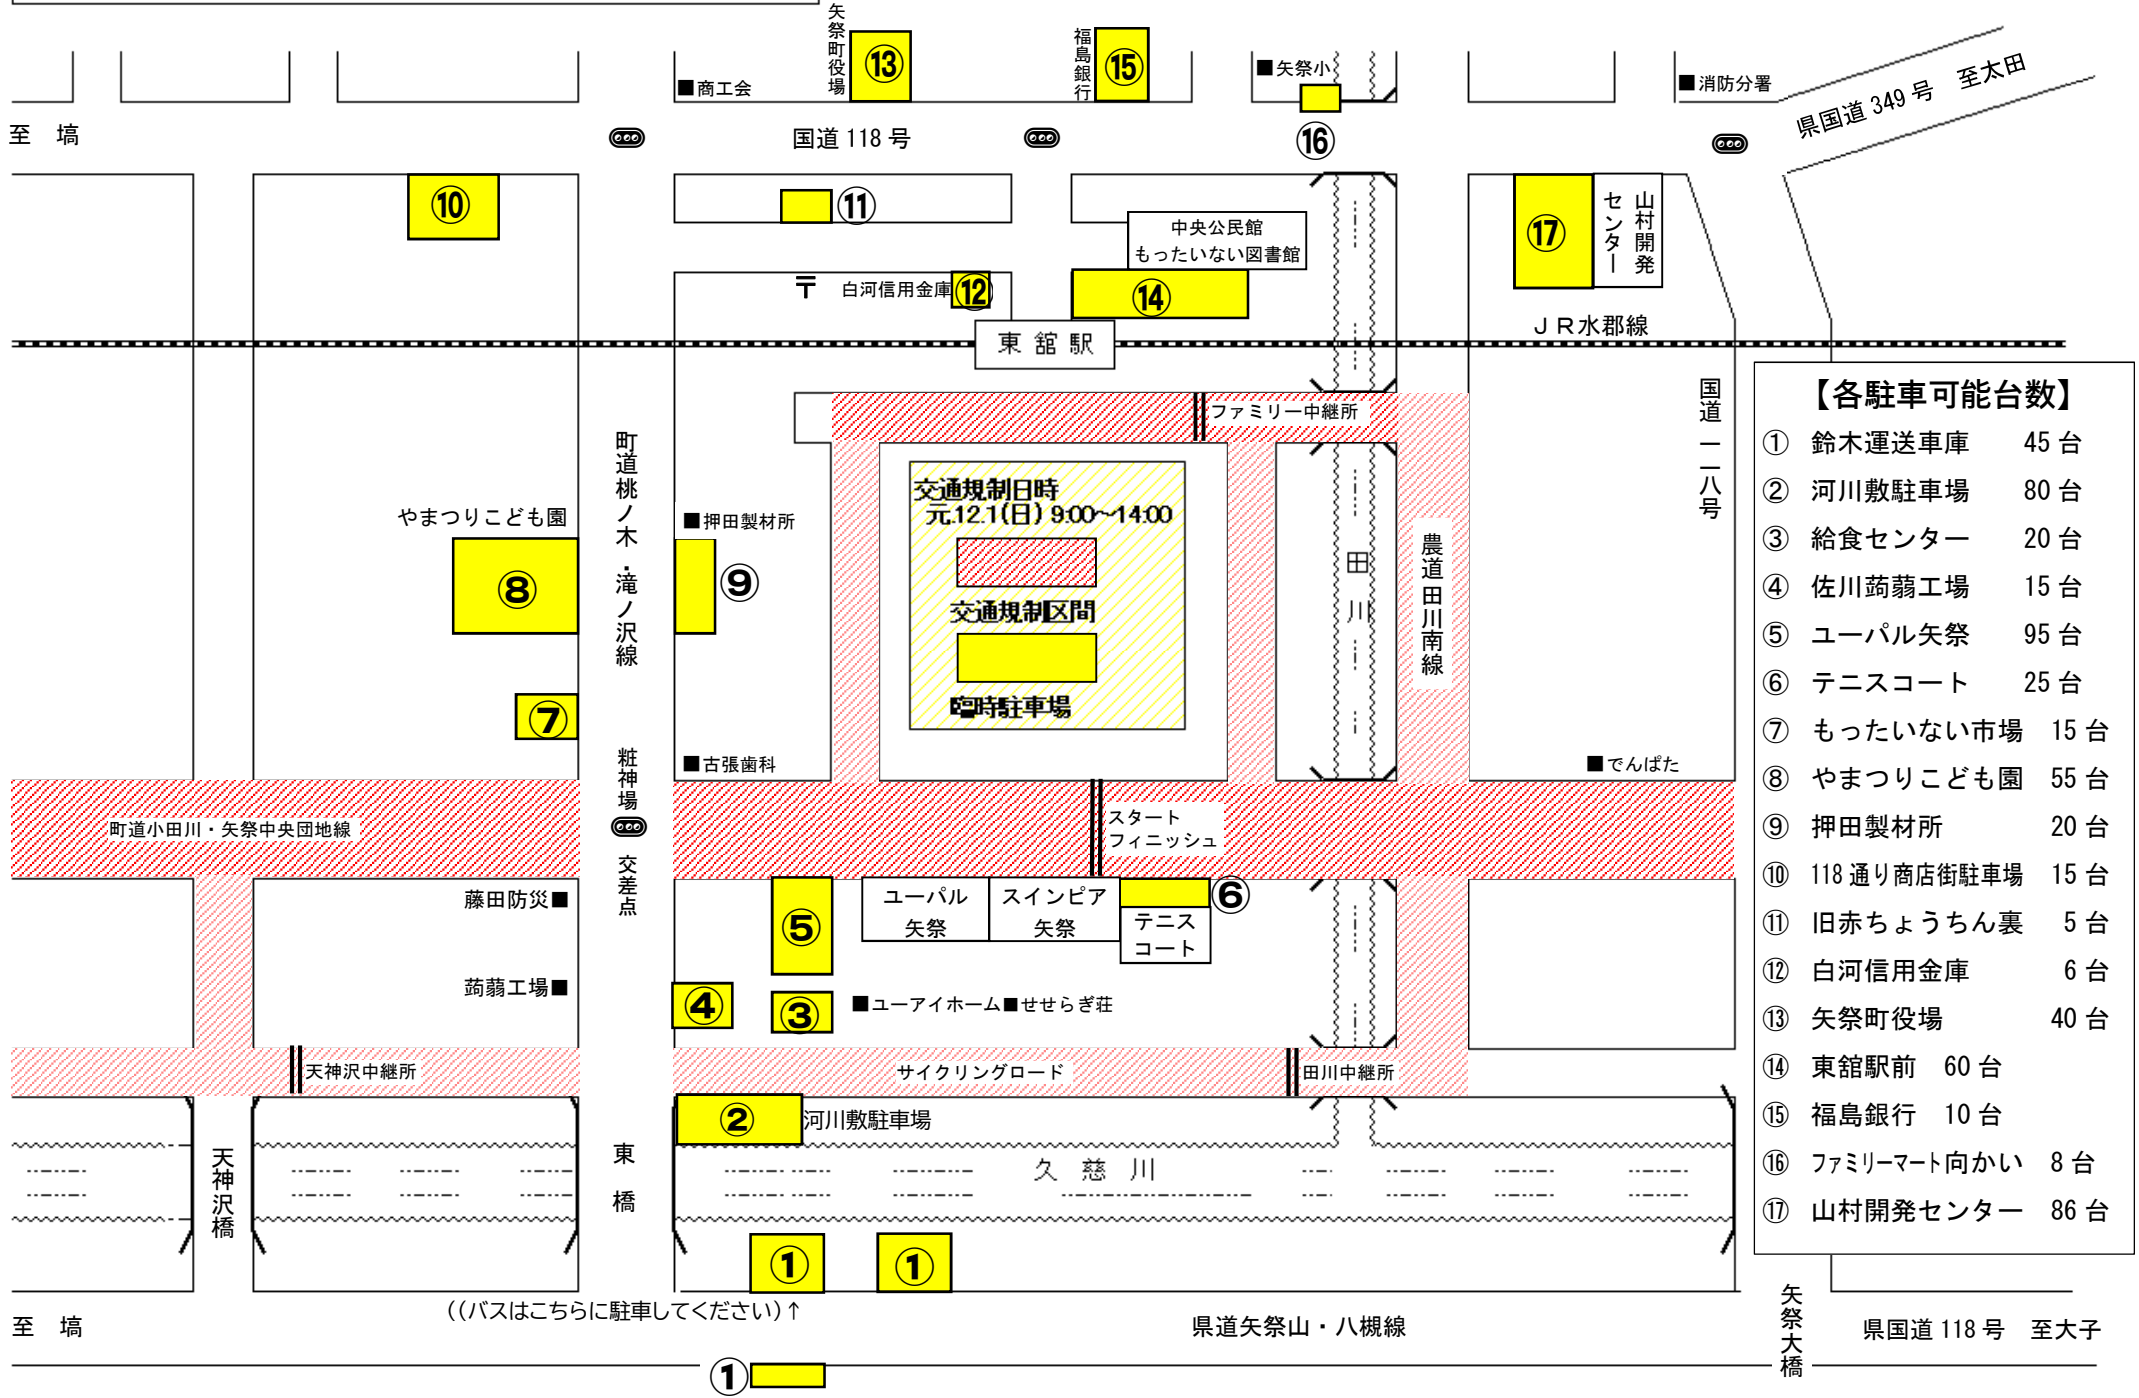 矢祭町役場
⑬
福島銀行
⑮
■商工会
■矢祭小
■消防分署
至 塙
国道 118 号
⑯
県国道 349 号 至太田
⑩
⑪
中央公民館
もったいない図書館
⑰
山村開発
センター
〒 白河信用金庫
⑫
⑭
東 舘 駅
ＪＲ水郡線
ファミリー中継所
国道一一八号
町道桃ノ木・滝ノ沢線
交通規制日時
元.12.1(日) 9:00～14:00
交通規制区間
臨時駐車場
やまつりこども園
⑧
■押田製材所
⑨
田川
農道田川南線
⑦
粧神場
交差点
■古張歯科
■でんぱた
町道小田川・矢祭中央団地線
スタート
フィニッシュ
藤田防災■
⑤
ユーパル
矢祭
スインピア
矢祭
⑥
テニス
コート
蒟蒻工場■
④
③
■ユーアイホーム■せせらぎ荘
天神沢中継所
サイクリングロード
田川中継所
②
河川敷駐車場
天神沢橋
東橋
久 慈 川
①
①
((バスはこちらに駐車してください)↑
至 塙
県道矢祭山・八槻線
矢祭大橋
県国道 118 号 至大子
①
【各駐車可能台数】
① 鈴木運送車庫 45 台
② 河川敷駐車場 80 台
③ 給食センター 20 台
④ 佐川蒟蒻工場 15 台
⑤ ユーパル矢祭 95 台
⑥ テニスコート 25 台
⑦ もったいない市場 15 台
⑧ やまつりこども園 55 台
⑨ 押田製材所 20 台
⑩ 118 通り商店街駐車場 15 台
⑪ 旧赤ちょうちん裏 5 台
⑫ 白河信用金庫 6 台
⑬ 矢祭町役場 40 台
⑭ 東舘駅前 60 台
⑮ 福島銀行 10 台
⑯ ファミリーマート向かい 8 台
⑰ 山村開発センター 86 台